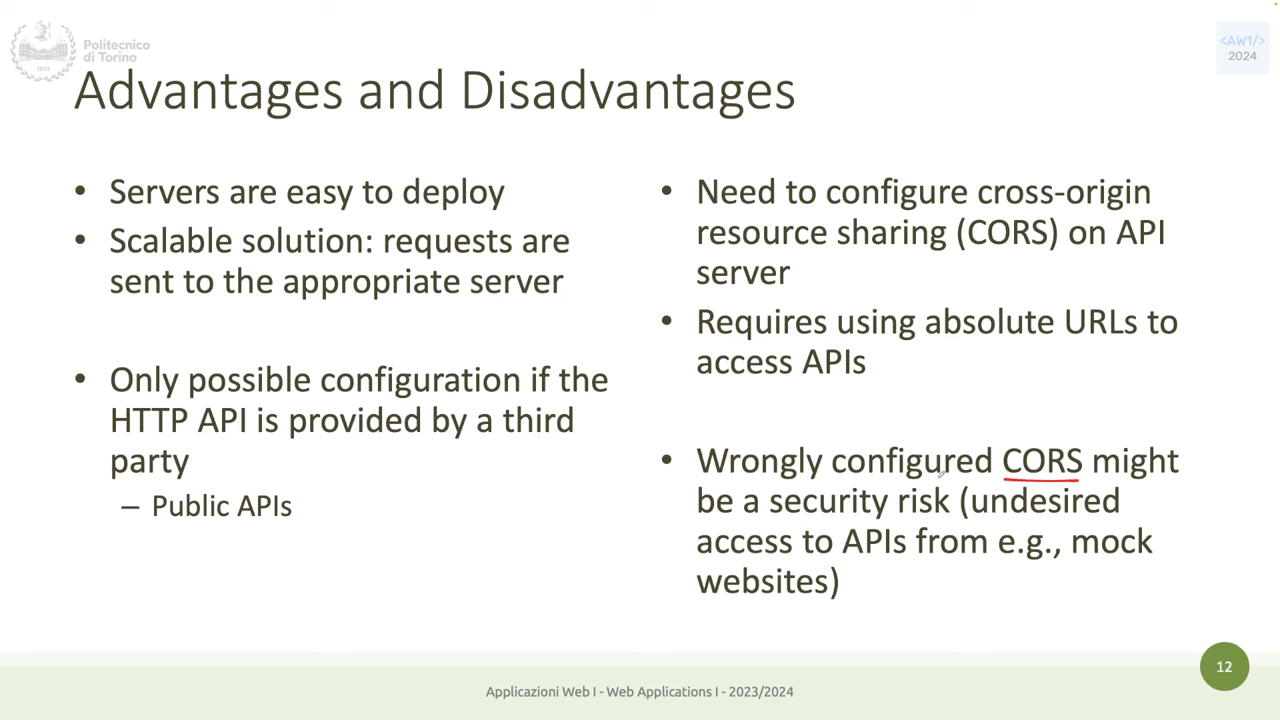 Politecnico
di Torino
1859
<AW1/>
2024
Advantages and Disadvantages
• Servers are easy to deploy
• Scalable solution: requests are
sent to the appropriate server
• Only possible configuration if the
HTTP API is provided by a third
party
– Public APIs
• Need to configure cross-origin
resource sharing (CORS) on API
server
• Requires using absolute URLs to
access APIs
• Wrongly configured CORS might
be a security risk (undesired
access to APIs from e.g., mock
websites)
Applicazioni Web I - Web Applications I - 2023/2024
12